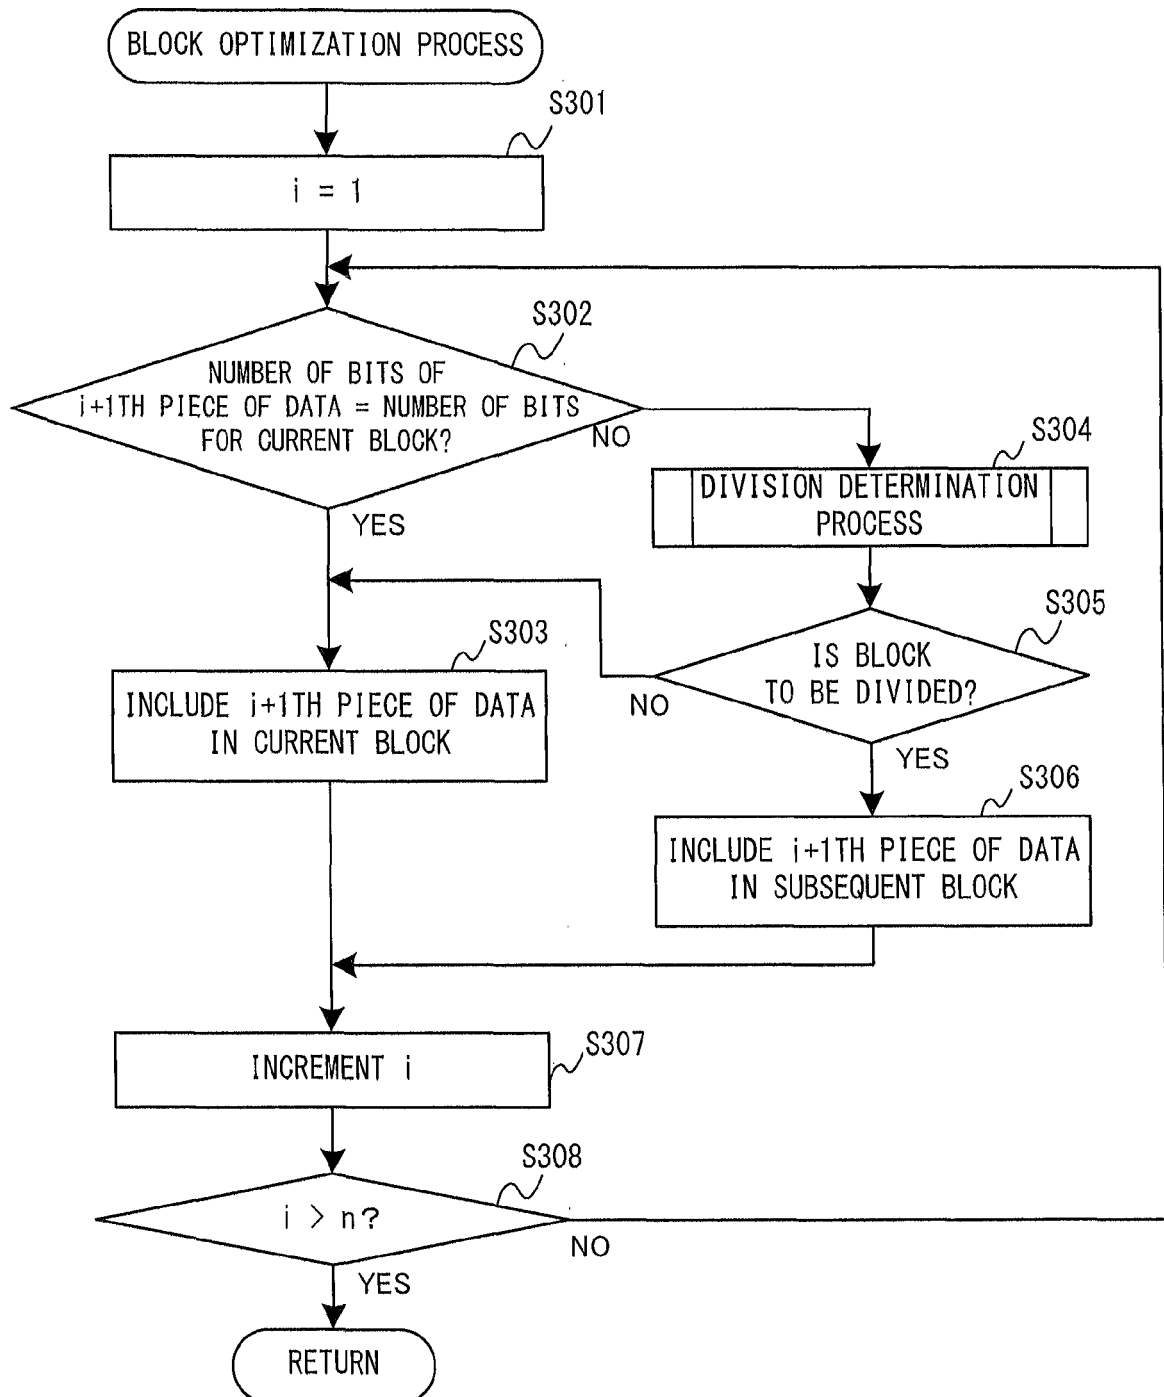 BLOCK OPTIMIZATION PROCESS
S301
i = 1
S302
NUMBER OF BITS OF
i+1TH PIECE OF DATA = NUMBER OF BITS
FOR CURRENT BLOCK?
NO
YES
S304
DIVISION DETERMINATION
PROCESS
S305
IS BLOCK
TO BE DIVIDED?
NO
YES
S303
INCLUDE i+1TH PIECE OF DATA
IN CURRENT BLOCK
S306
INCLUDE i+1TH PIECE OF DATA
IN SUBSEQUENT BLOCK
S307
INCREMENT i
S308
i > n?
NO
YES
RETURN